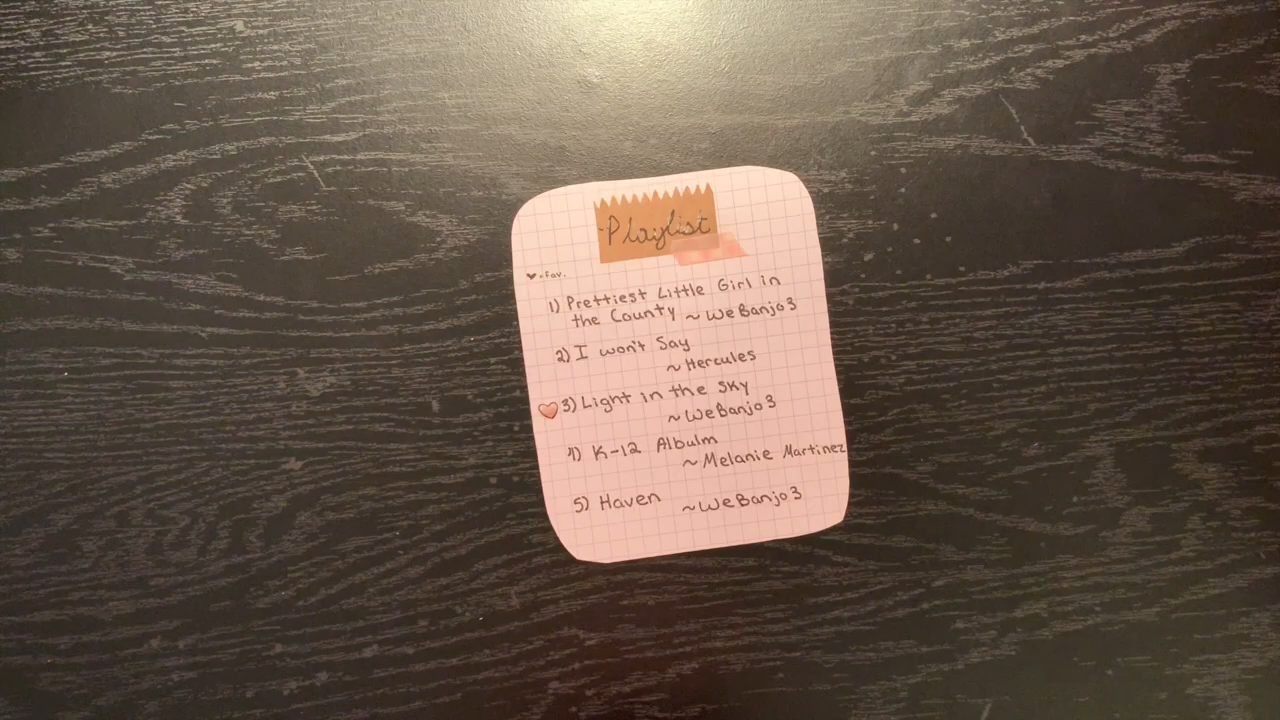 Playlist
♥=Fav.
1) Prettiest Little Girl in
the County ~ WeBanjo3
2) I won't Say
~Hercules
3) Light in the Sky
~WeBanjo3
4) K-12 Albulm
~Melanie Martinez
5) Haven ~WeBanjo3